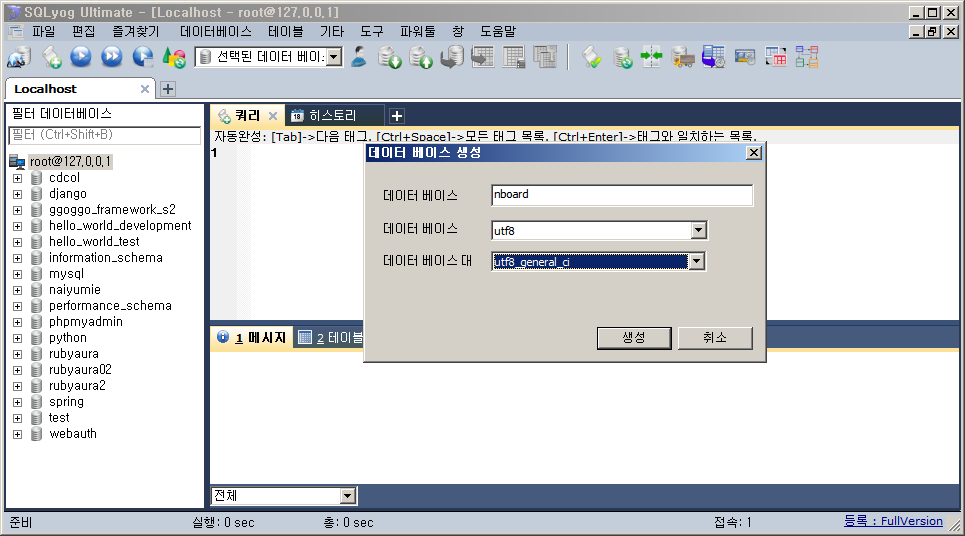 SQLyog Ultimate - [Localhost - root@127,0,0,1]
파일 편집 즐겨찾기 데이터베이스 테이블 기타 도구 파워툴 창 도움말
선택된 데이터 베이:
Localhost
필터 데이터베이스
필터 (Ctrl+Shift+B)
root@127,0,0,1
cdcol
django
ggoggo_framework_s2
hello_world_development
hello_world_test
information_schema
mysql
naiyumie
performance_schema
phpmyadmin
python
rubyaura
rubyaura02
rubyaura2
spring
test
webauth
쿼리 히스토리
자동완성: [Tab]->다음 태그. [Ctrl+Space]->모든 태그 목록. [Ctrl+Enter]->태그와 일치하는 목록.
1
데이터 베이스 생성
데이터 베이스 nboard
데이터 베이스 utf8
데이터 베이스 대 utf8_general_ci
생성 취소
1 메시지 2 테이블
전체
준비 실행: 0 sec 총: 0 sec 접속: 1 등록 : FullVersion